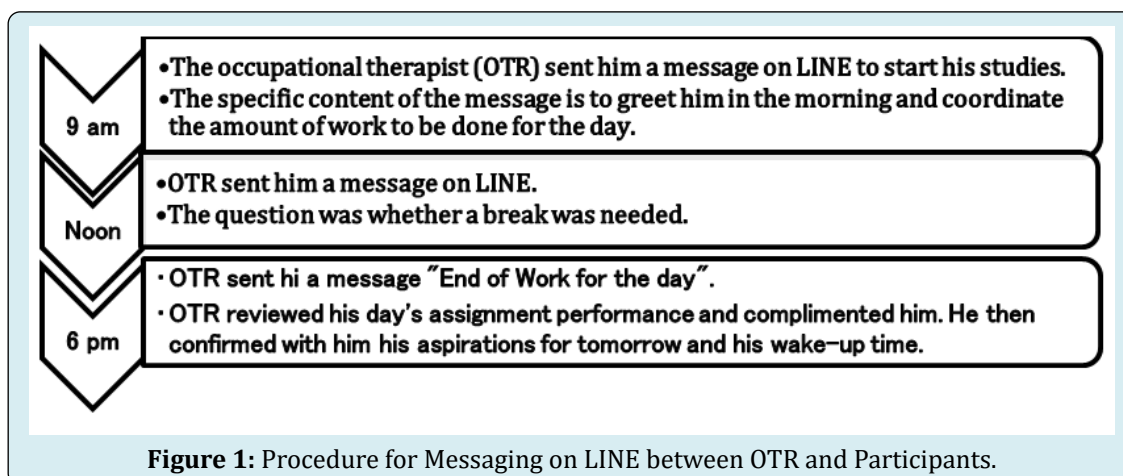 9 am
•The occupational therapist (OTR) sent him a message on LINE to start his studies.
•The specific content of the message is to greet him in the morning and coordinate
the amount of work to be done for the day.
Noon
•OTR sent him a message on LINE.
•The question was whether a break was needed.
6 pm
・OTR sent hi a message "End of Work for the day".
・OTR reviewed his day's assignment performance and complimented him. He then
confirmed with him his aspirations for tomorrow and his wake-up time.
Figure 1: Procedure for Messaging on LINE between OTR and Participants.